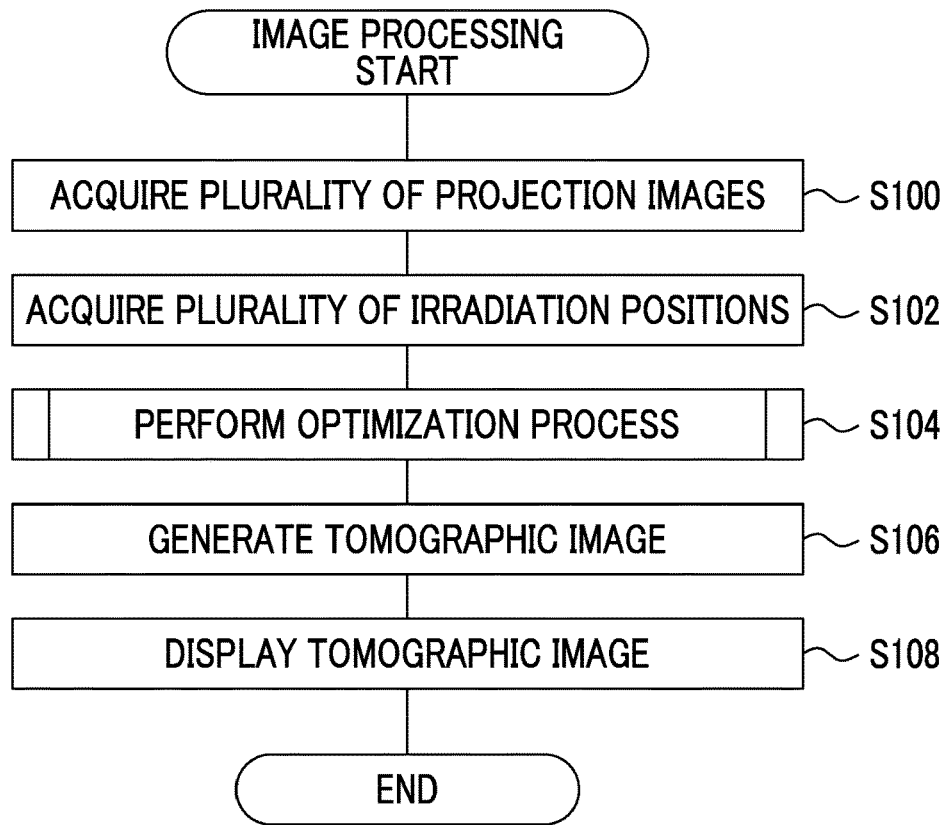 IMAGE PROCESSING
START
ACQUIRE PLURALITY OF PROJECTION IMAGES
S100
ACQUIRE PLURALITY OF IRRADIATION POSITIONS
S102
PERFORM OPTIMIZATION PROCESS
S104
GENERATE TOMOGRAPHIC IMAGE
S106
DISPLAY TOMOGRAPHIC IMAGE
S108
END